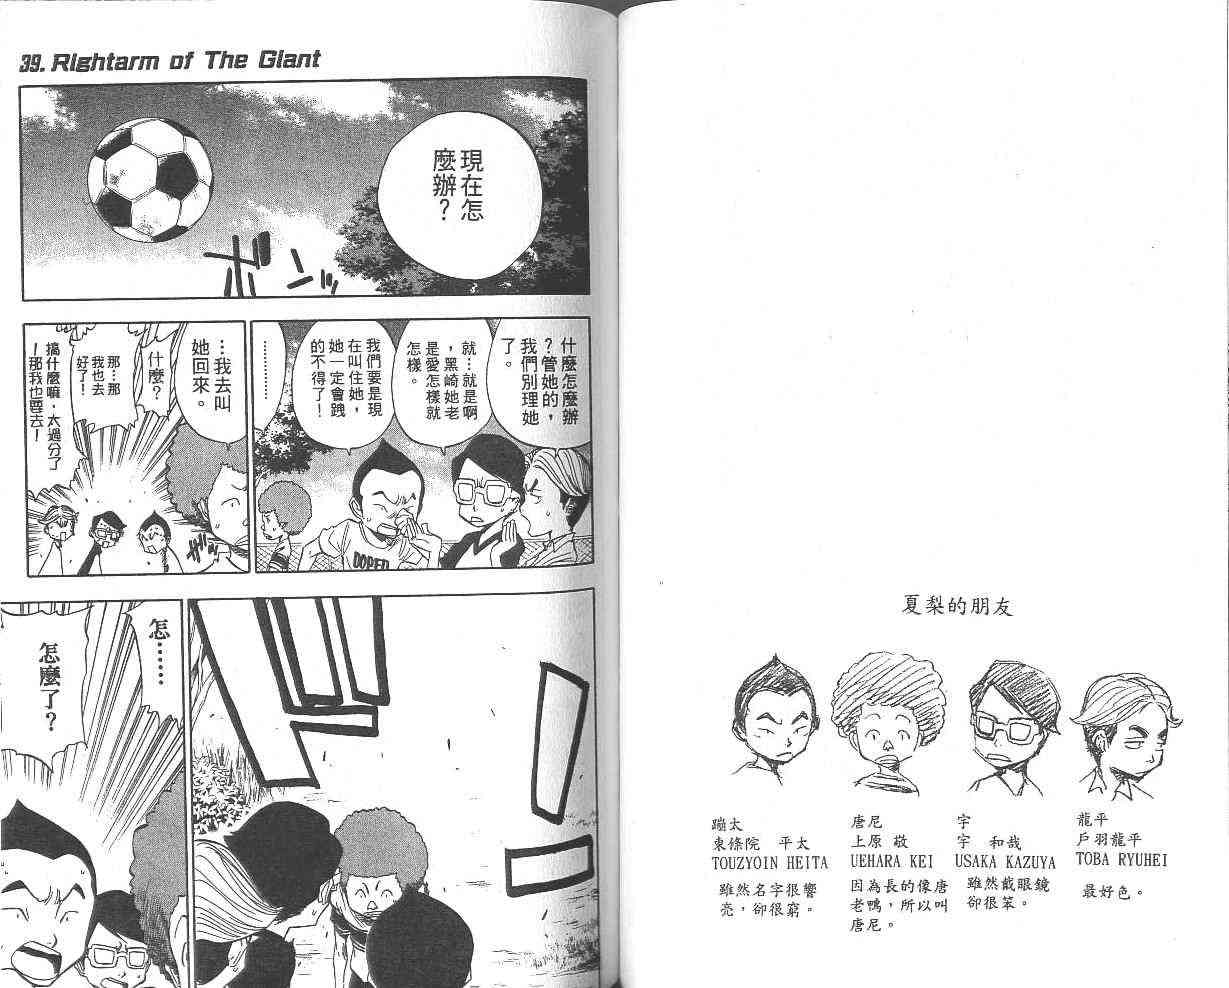 夏梨的朋友
蹦太
東條院 平太
TOUZYOIN HEITA
雖然名字很響
亮，卻很窮。
唐尼
上原 敬
UEHARA KEI
因為長的像唐
老鴨，所以叫
唐尼。
宇
宇 和哉
USAKA KAZUYA
雖然戴眼鏡
卻很笨。
龍平
戶羽龍平
TOBA RYUHEI
最好色。
39. Rightarm of The Giant
現在怎
麼辦？
ボーン
什麼怎麼辦
？管她的，
我們別理她
了。
就…就是啊
，黑崎她老
是愛怎樣就
怎樣。
我們要是現
在叫住她，
她一定會跩
的不得了！
…………
DOPED
…我去叫
她回來。
什麼？
那…那
我也去
好了！
搞什麼嘛，太過分了
！那我也要去！
怎……
怎麼了？